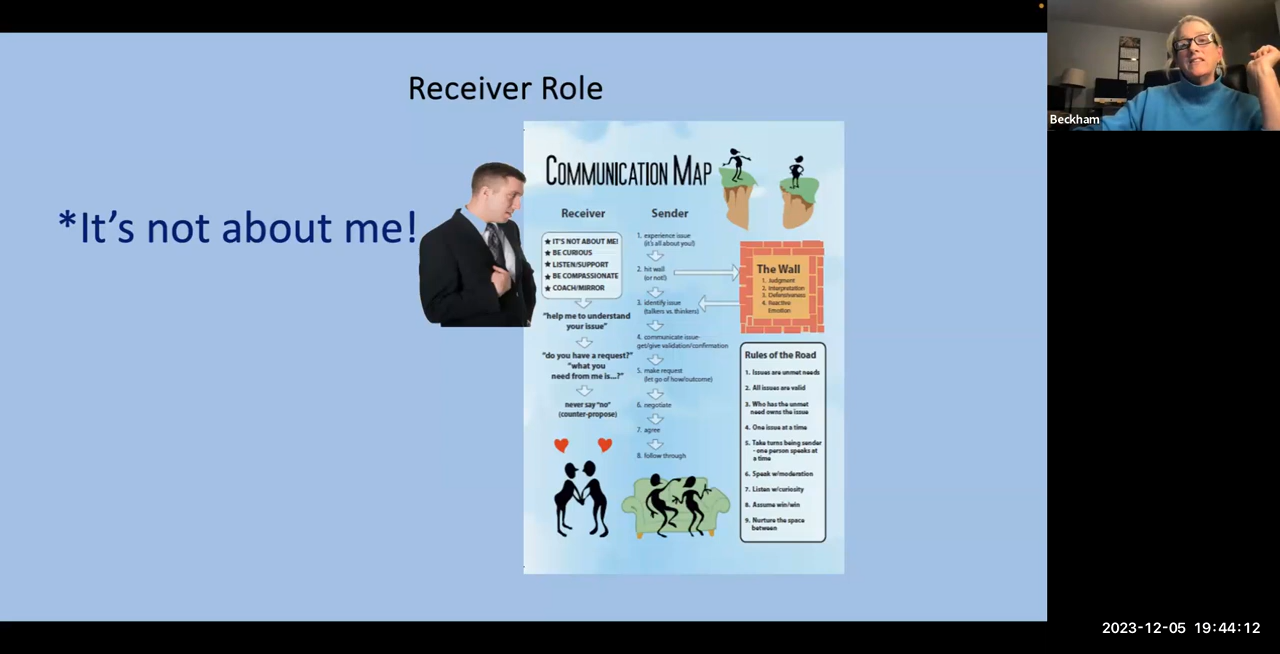 Receiver Role
*It's not about me!
COMMUNICATION MAP
Receiver
★ IT'S NOT ABOUT ME!
★ BE CURIOUS
★ LISTEN/SUPPORT
★ BE COMPASSIONATE
★ COACH/MIRROR
"help me to understand
your issue"
"do you have a request?"
"what you
need from me is...?"
never say "no"
(counter-propose)
Sender
1. experience issue
(it's all about you!)
2. hit wall
(or not!)
3. identify issue
(talkers vs. thinkers)
4. communicate issue-
get/give validation/confirmation
5. make request
(let go of how/outcome)
6. negotiate
7. agree
8. follow through
The Wall
1. Judgment
2. Interpretation
3. Defensiveness
4. Reactive
Emotion
Rules of the Road
1. Issues are unmet needs
2. All issues are valid
3. Who has the unmet
need owns the issue
4. One issue at a time
5. Take turns being sender
- one person speaks at
a time
6. Speak w/moderation
7. Listen w/curiosity
8. Assume win/win
9. Nurture the space
between
Beckham
2023-12-05 19:44:12